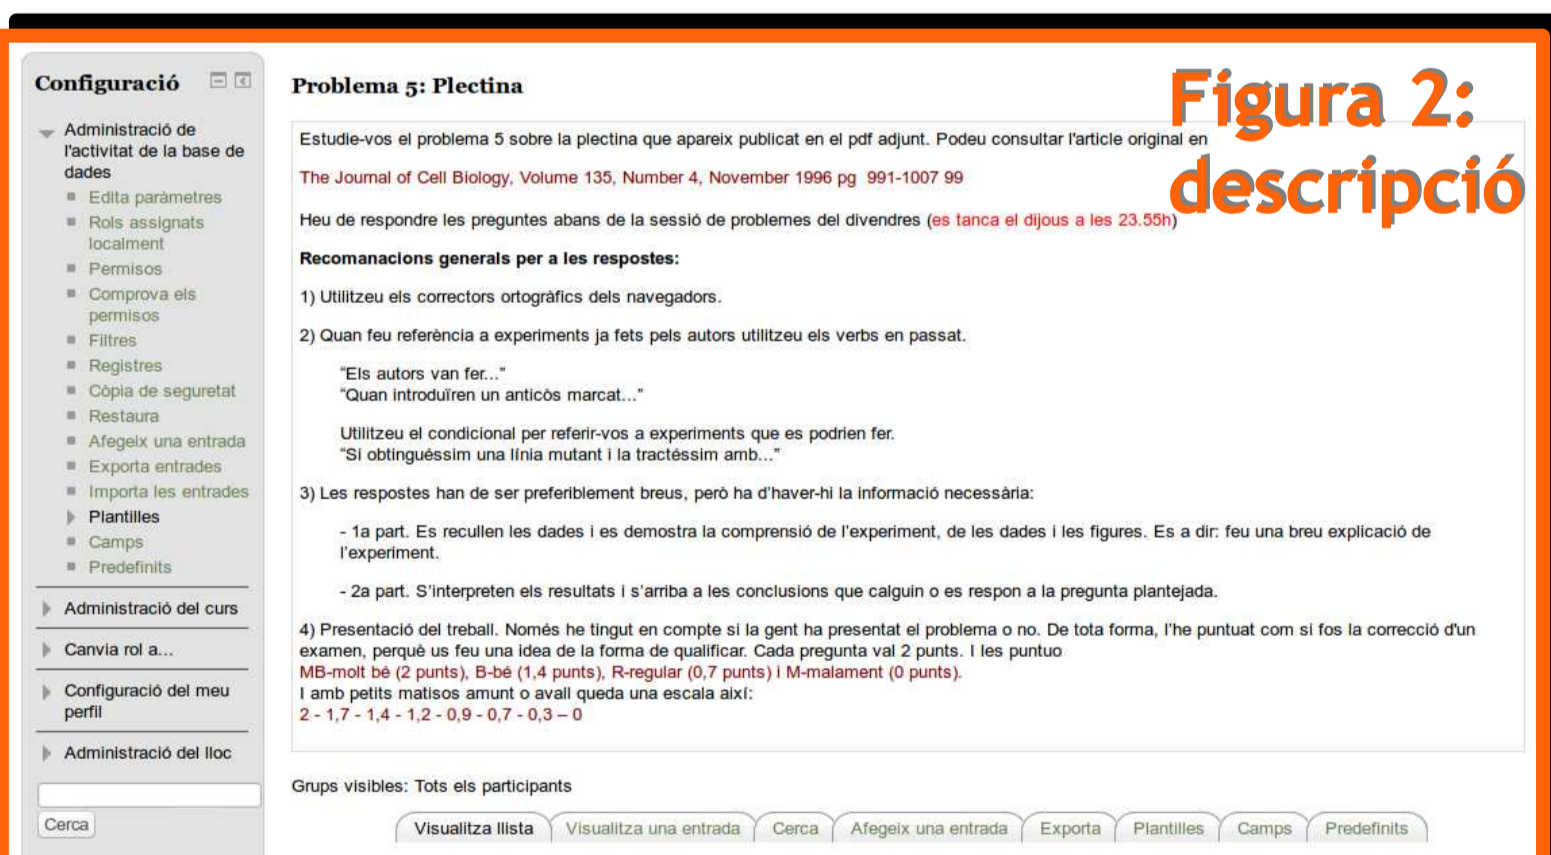 Configuració
Administració de
l'activitat de la base de
dades
Edita paràmetres
Rols assignats
localment
Permisos
Comprova els
permisos
Filtres
Registres
Còpia de seguretat
Restaura
Afegeix una entrada
Exporta entrades
Importa les entrades
Plantilles
Camps
Predefinits
Administració del curs
Canvia rol a...
Configuració del meu
perfil
Administració del lloc
Cerca
Figura 2:
descripció
Problema 5: Plectina
Estudie-vos el problema 5 sobre la plectina que apareix publicat en el pdf adjunt. Podeu consultar l'article original en
The Journal of Cell Biology, Volume 135, Number 4, November 1996 pg 991-1007 99
Heu de respondre les preguntes abans de la sessió de problemes del divendres (es tanca el dijous a les 23.55h)
Recomanacions generals per a les respostes:
1) Utilitzeu els correctors ortogràfics dels navegadors.
2) Quan feu referència a experiments ja fets pels autors utilitzeu els verbs en passat.
“Els autors van fer...”
“Quan introduïren un anticòs marcat...”
Utilitzeu el condicional per referir-vos a experiments que es podrien fer.
“Si obtinguéssim una línia mutant i la tractéssim amb...”
3) Les respostes han de ser preferiblement breus, però ha d’haver-hi la informació necessària:
- 1a part. Es recullen les dades i es demostra la comprensió de l’experiment, de les dades i les figures. Es a dir: feu una breu explicació de
l’experiment.
- 2a part. S’interpreten els resultats i s’arriba a les conclusions que calguin o es respon a la pregunta plantejada.
4) Presentació del treball. Només he tingut en compte si la gent ha presentat el problema o no. De tota forma, l'he puntuat com si fos la correcció d'un
examen, perquè us feu una idea de la forma de qualificar. Cada pregunta val 2 punts. I les puntuo
MB-molt bé (2 punts), B-bé (1,4 punts), R-regular (0,7 punts) i M-malament (0 punts).
I amb petits matisos amunt o avall queda una escala així:
2 - 1,7 - 1,4 - 1,2 - 0,9 - 0,7 - 0,3 – 0
Grups visibles: Tots els participants
Visualitza llista Visualitza una entrada Cerca Afegeix una entrada Exporta Plantilles Camps Predefinits